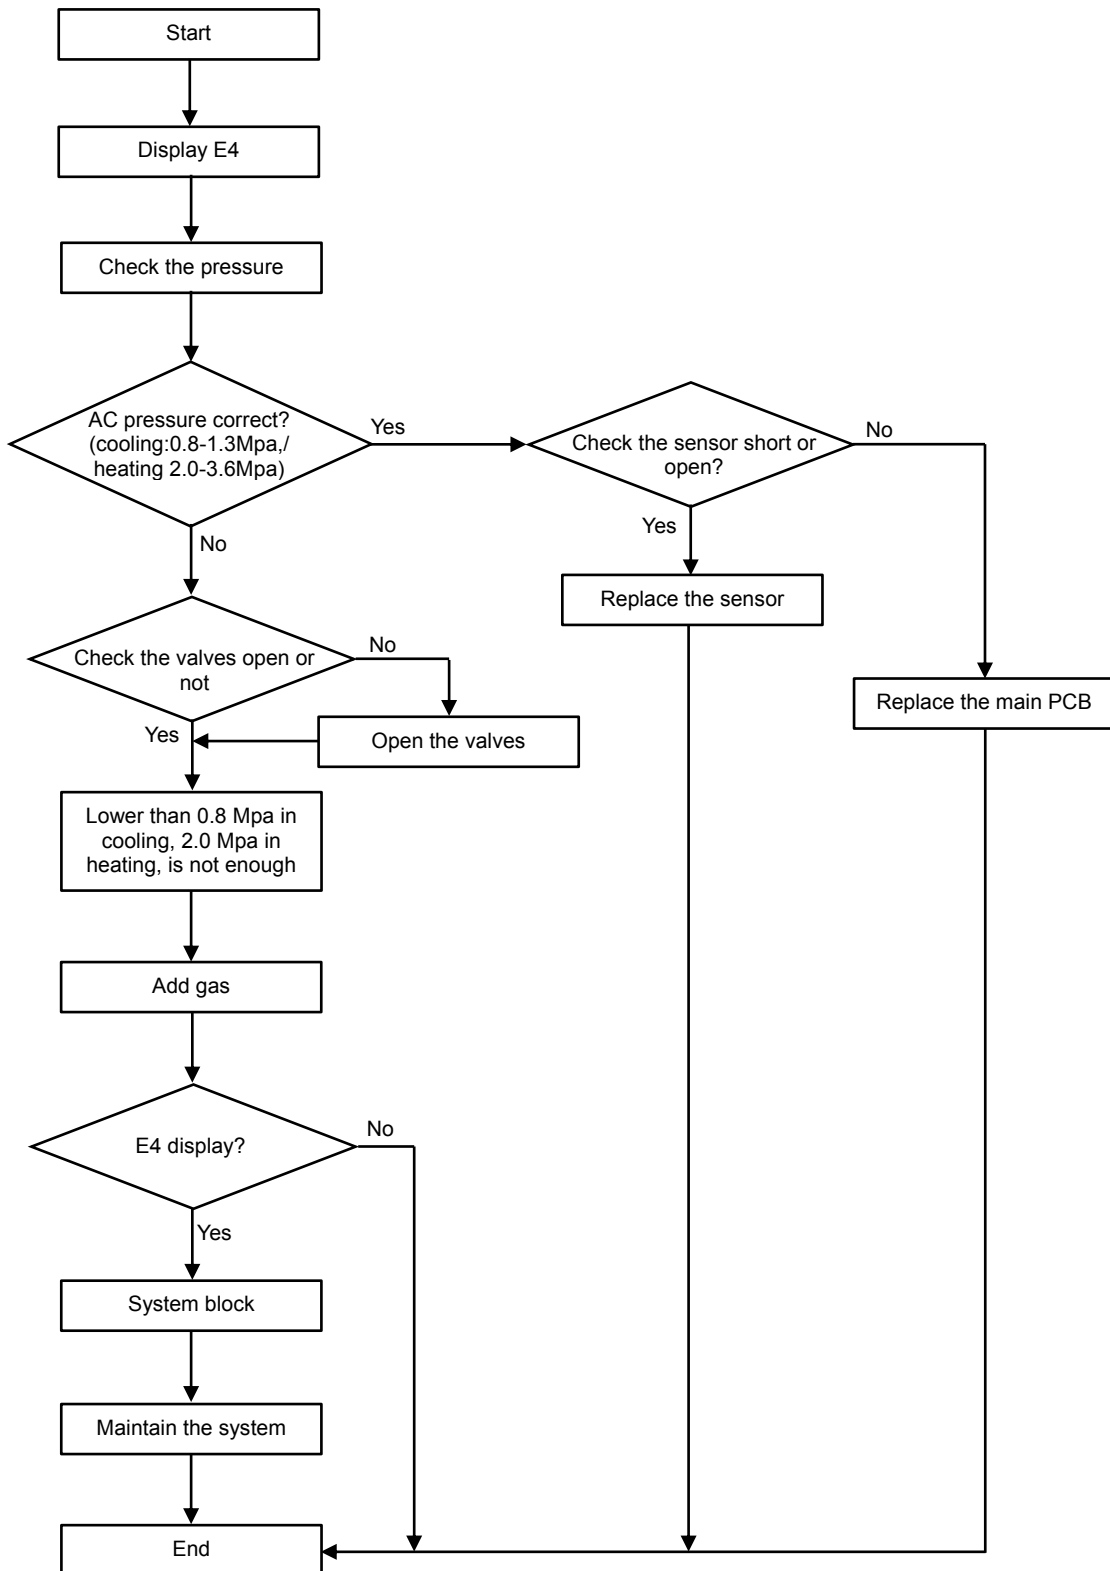 Start
Display E4
Check the pressure
AC pressure correct?
(cooling:0.8-1.3Mpa,/
heating 2.0-3.6Mpa)
Yes
Check the sensor short or
open?
No
No
Yes
Replace the sensor
Check the valves open or
not
No
Replace the main PCB
Yes
Open the valves
Lower than 0.8 Mpa in
cooling, 2.0 Mpa in
heating, is not enough
Add gas
E4 display?
No
Yes
System block
Maintain the system
End